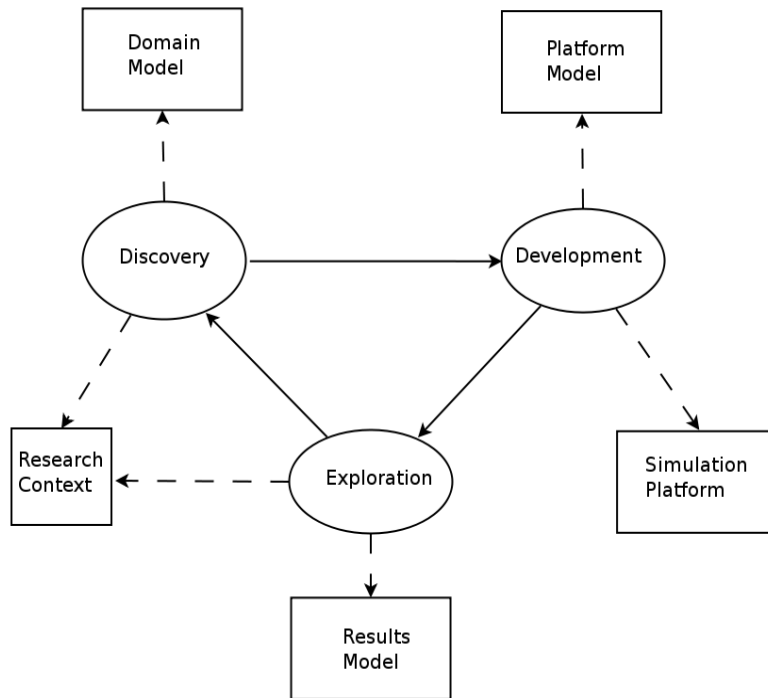 Domain
Model
Platform
Model
Discovery
Development
Research
Context
Exploration
Simulation
Platform
Results
Model